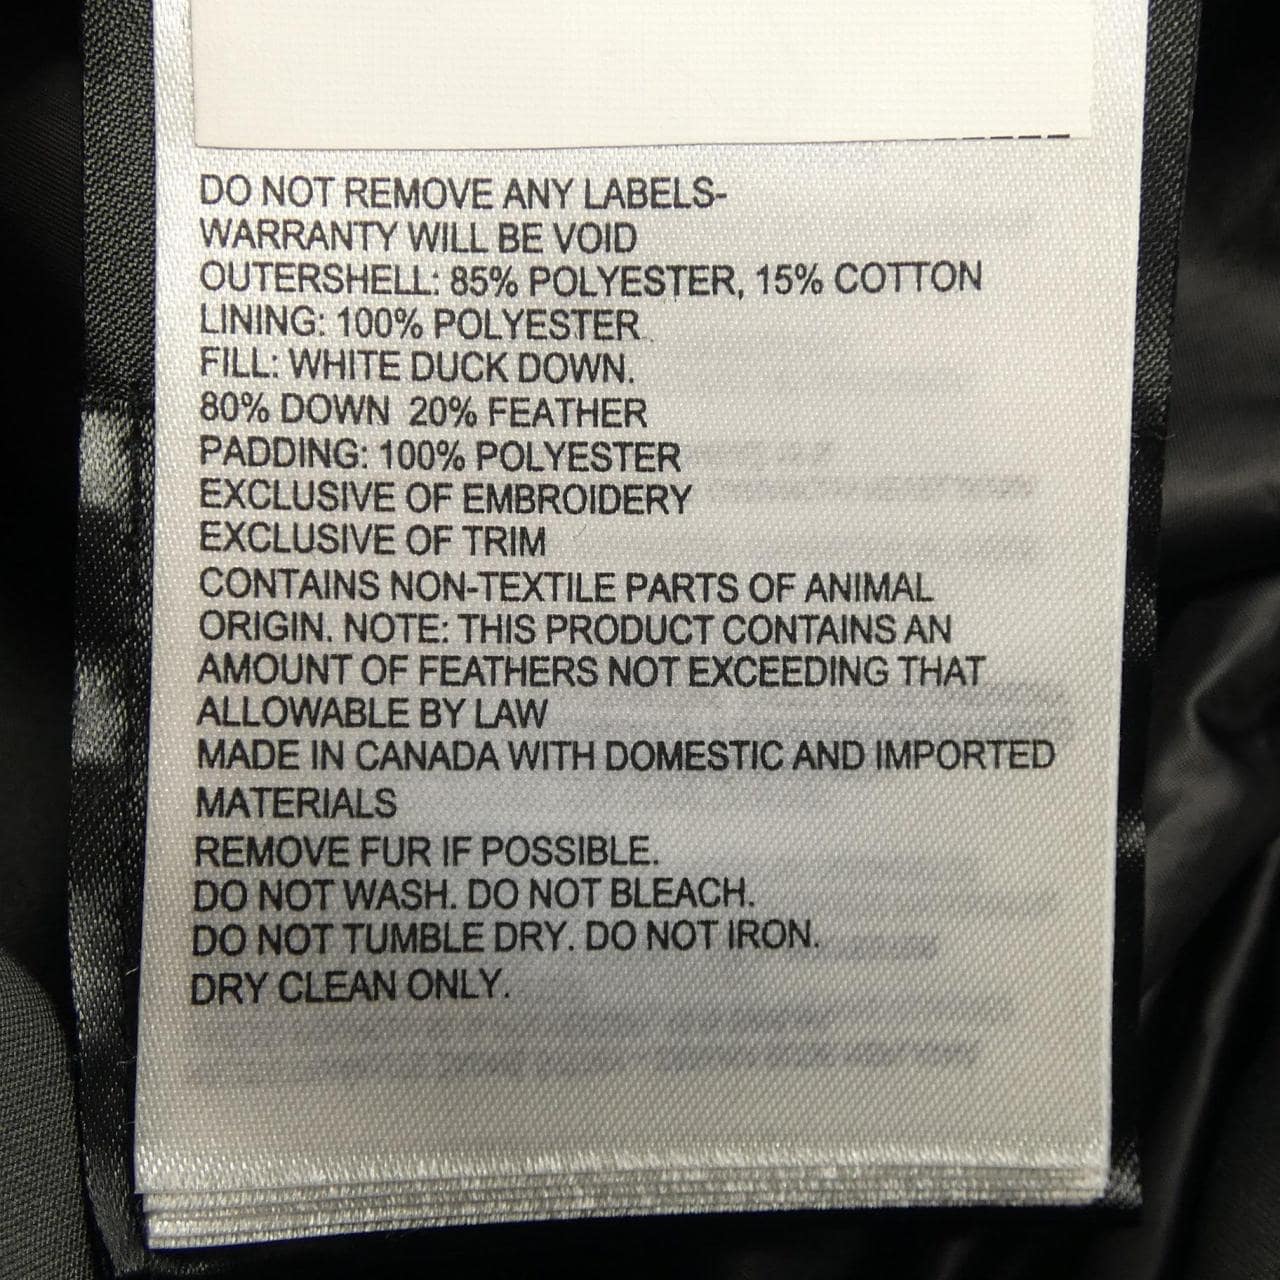 DO NOT REMOVE ANY LABELS-
WARRANTY WILL BE VOID
OUTERSHELL: 85% POLYESTER, 15% COTTON
LINING: 100% POLYESTER
FILL: WHITE DUCK DOWN.
80% DOWN 20% FEATHER
PADDING: 100% POLYESTER
EXCLUSIVE OF EMBROIDERY
EXCLUSIVE OF TRIM
CONTAINS NON-TEXTILE PARTS OF ANIMAL
ORIGIN. NOTE: THIS PRODUCT CONTAINS AN
AMOUNT OF FEATHERS NOT EXCEEDING THAT
ALLOWABLE BY LAW
MADE IN CANADA WITH DOMESTIC AND IMPORTED
MATERIALS
REMOVE FUR IF POSSIBLE.
DO NOT WASH. DO NOT BLEACH.
DO NOT TUMBLE DRY. DO NOT IRON.
DRY CLEAN ONLY.